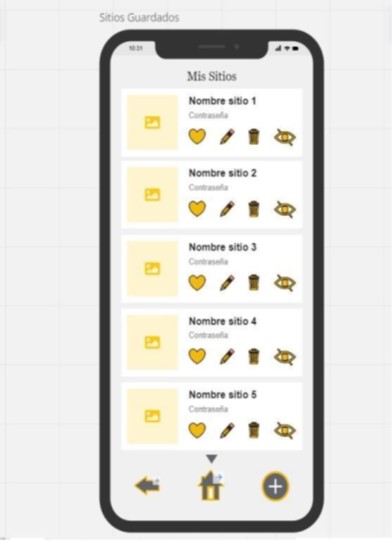 Sitios Guardados
10:31
Mis Sitios
Nombre sitio 1
Contraseña
Nombre sitio 2
Contraseña
Nombre sitio 3
Contraseña
Nombre sitio 4
Contraseña
Nombre sitio 5
Contraseña